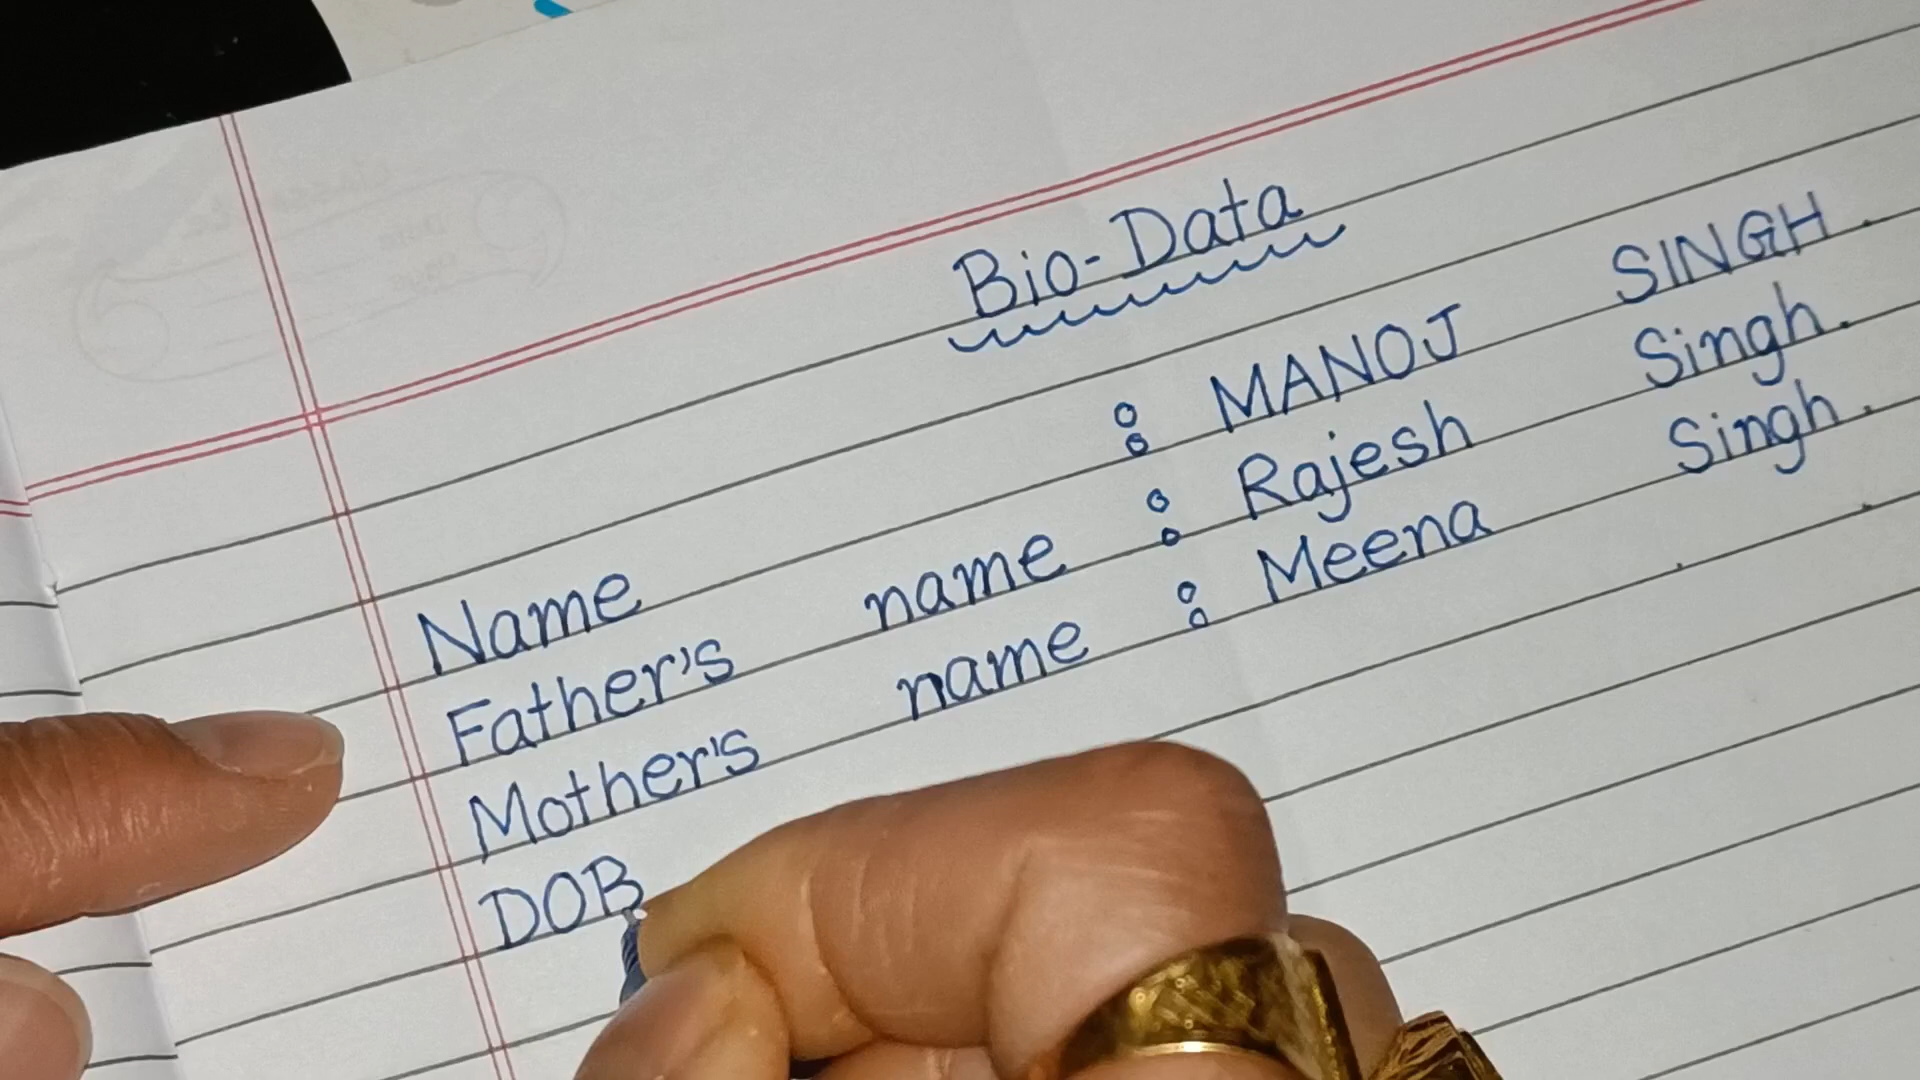 Bio-Data
Name : MANOJ SINGH.
Father's name : Rajesh Singh.
Mother's name : Meena Singh.
DOB